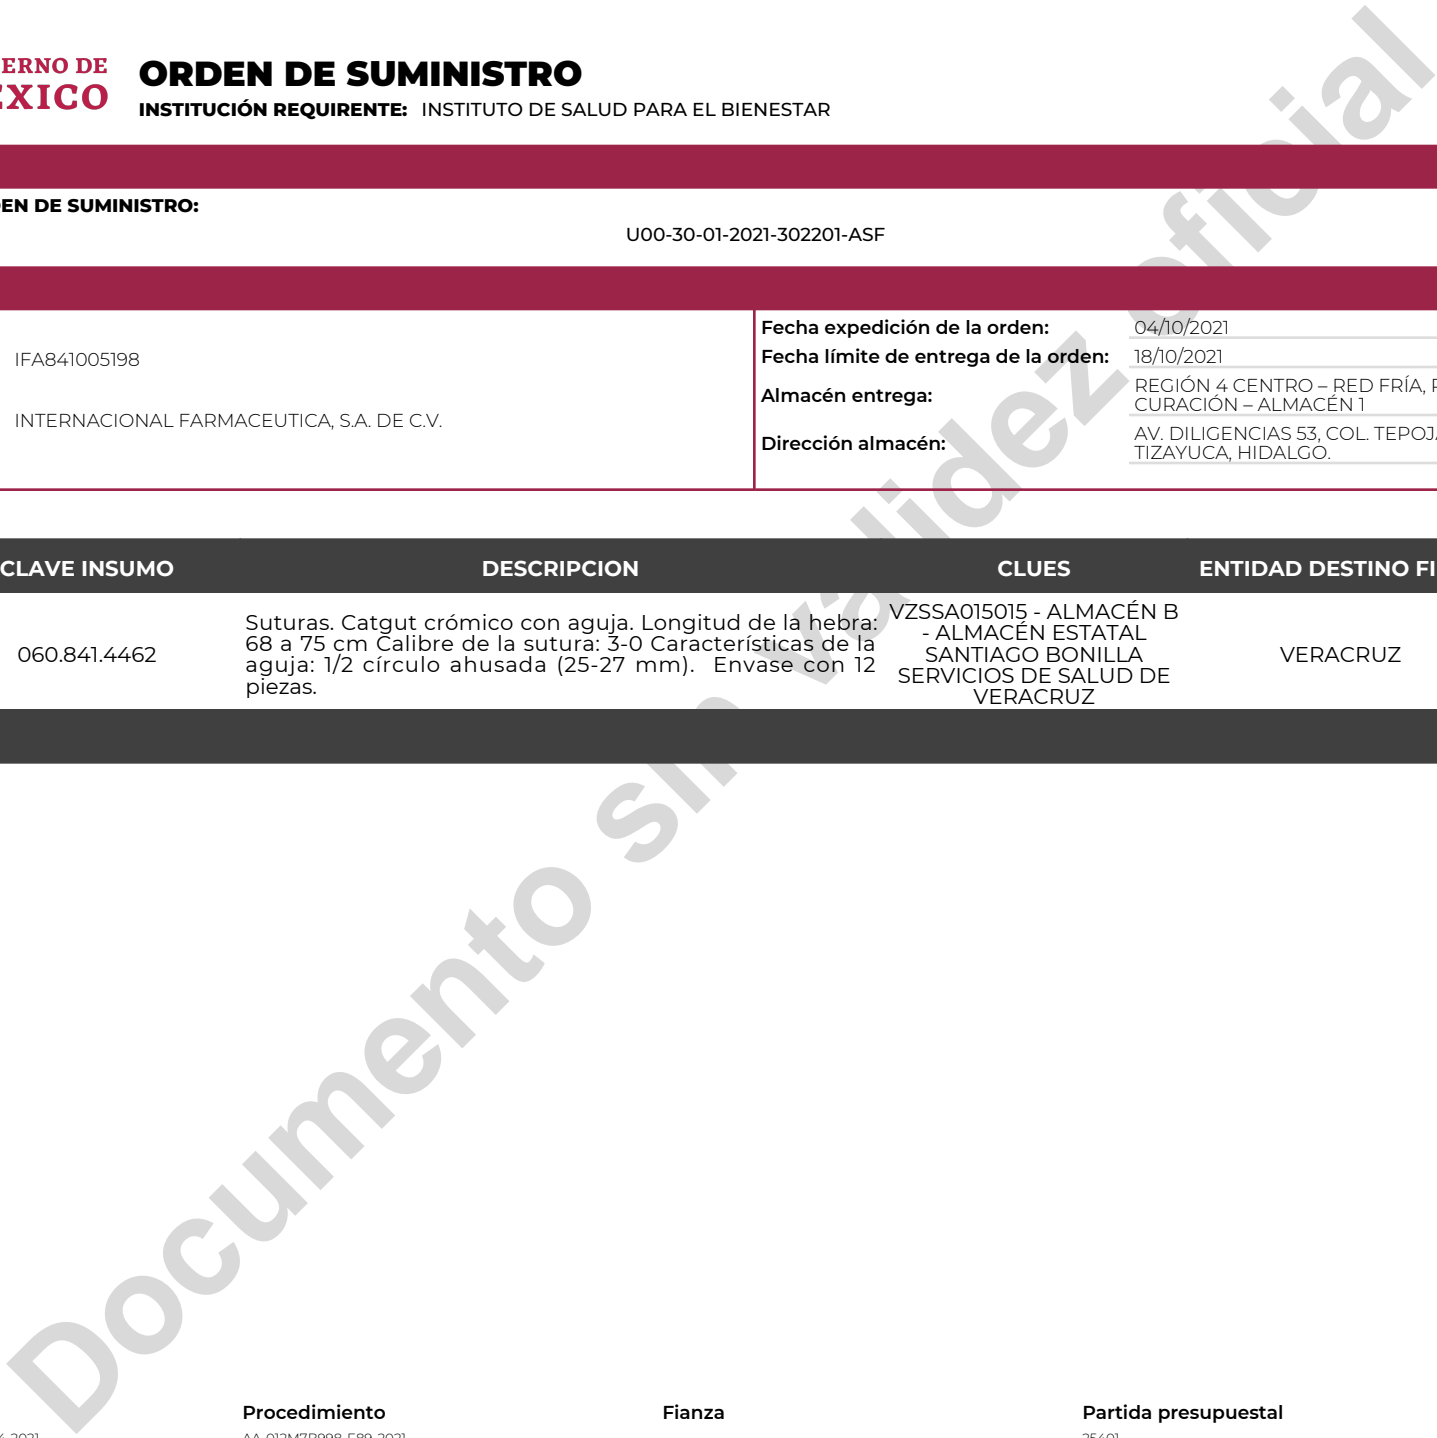 ERNO DE
EXICO
ORDEN DE SUMINISTRO
INSTITUCIÓN REQUIRENTE: INSTITUTO DE SALUD PARA EL BIENESTAR
EN DE SUMINISTRO:
U00-30-01-2021-302201-ASF
IFA841005198
INTERNACIONAL FARMACEUTICA, S.A. DE C.V.
Fecha expedición de la orden: 04/10/2021
Fecha límite de entrega de la orden: 18/10/2021
Almacén entrega:
REGIÓN 4 CENTRO – RED FRÍA,
CURACIÓN – ALMACÉN 1
Dirección almacén:
AV. DILIGENCIAS 53, COL. TEPOJ
TIZAYUCA, HIDALGO.
CLAVE INSUMO DESCRIPCION CLUES ENTIDAD DESTINO FI
060.841.4462
Suturas. Catgut crómico con aguja. Longitud de la hebra:
68 a 75 cm Calibre de la sutura: 3-0 Características de la
aguja: 1/2 círculo ahusada (25-27 mm). Envase con 12
piezas.
VZSSA015015 - ALMACÉN B
- ALMACÉN ESTATAL
SANTIAGO BONILLA
SERVICIOS DE SALUD DE
VERACRUZ
VERACRUZ
Documento sin validez oficial
Procedimiento Fianza Partida presupuestal